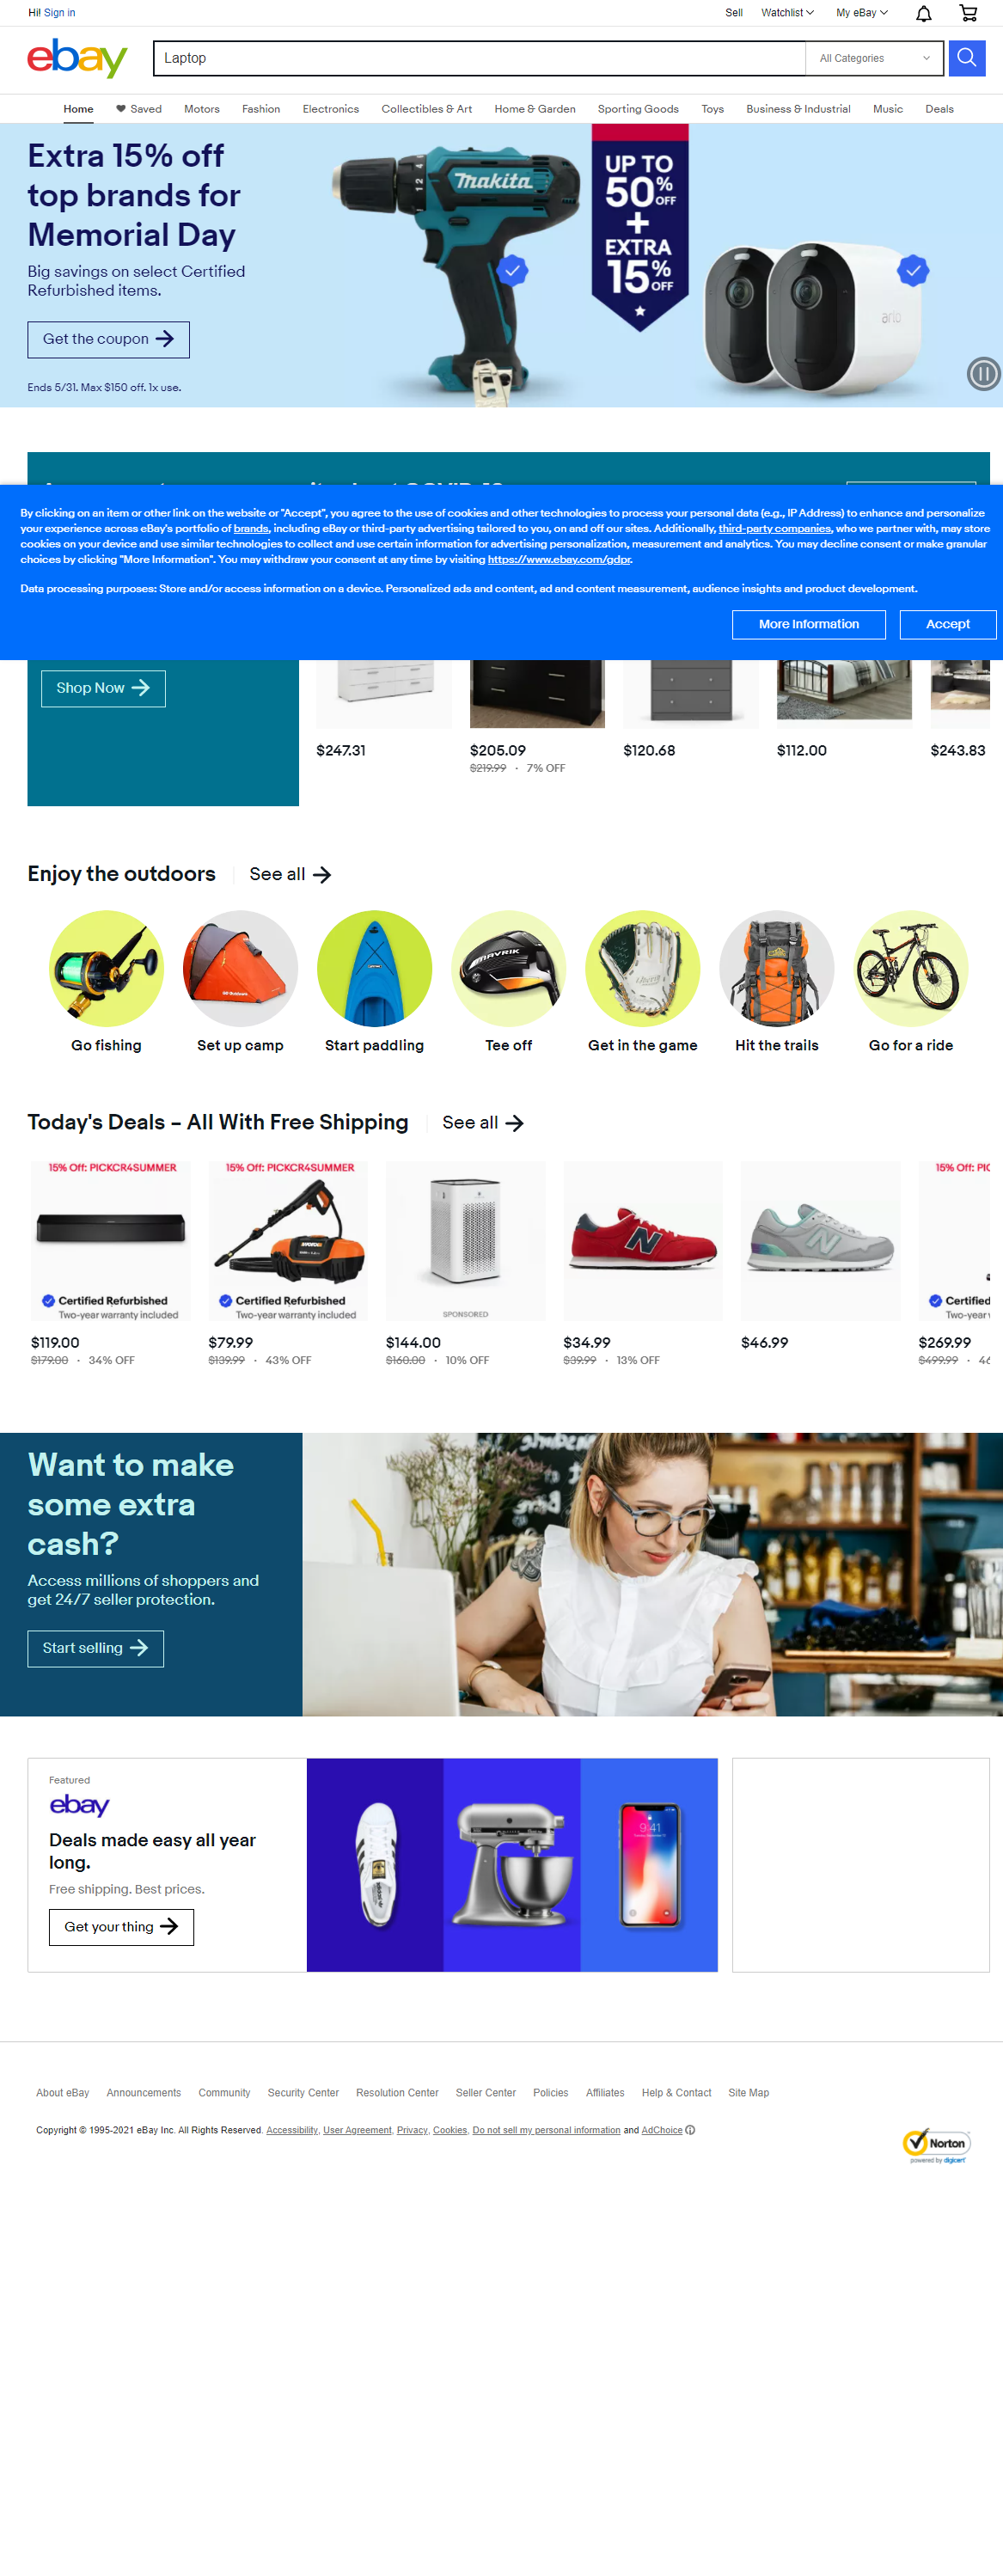 Hi! Sign in
Sell
Watchlist
My eBay
ebay
Laptop
All Categories
Home
Saved
Motors
Fashion
Electronics
Collectibles & Art
Home & Garden
Sporting Goods
Toys
Business & Industrial
Music
Deals
Extra 15% off
top brands for
Memorial Day
Big savings on select Certified
Refurbished items.
Get the coupon
Ends 5/31. Max $150 off. 1x use.
makita
UP TO
50% OFF
+
EXTRA
15% OFF
arlo
By clicking on an item or other link on the website or "Accept", you agree to the use of cookies and other technologies to process your personal data (e.g., IP Address) to enhance and personalize
your experience across eBay's portfolio of brands, including eBay or third-party advertising tailored to you, on and off our sites. Additionally, third-party companies, who we partner with, may store
cookies on your device and use similar technologies to collect and use certain information for advertising personalization, measurement and analytics. You may decline consent or make granular
choices by clicking "More Information". You may withdraw your consent at any time by visiting https://www.ebay.com/gdpr.
Data processing purposes: Store and/or access information on a device. Personalized ads and content, ad and content measurement, audience insights and product development.
More Information
Accept
Shop Now
$247.31
$205.09
$219.99 · 7% OFF
$120.68
$112.00
$243.83
Enjoy the outdoors
See all
MAVRIK
Go fishing
Set up camp
Start paddling
Tee off
Get in the game
Hit the trails
Go for a ride
Today's Deals – All With Free Shipping
See all
15% Off: PICKCR4SUMMER
Certified Refurbished
Two-year warranty included
$119.00
$179.00 · 34% OFF
15% Off: PICKCR4SUMMER
Certified Refurbished
Two-year warranty included
$79.99
$139.99 · 43% OFF
SPONSORED
$144.00
$160.00 · 10% OFF
$34.99
$39.99 · 13% OFF
$46.99
15% Off: PIC
Certified
Two-year w
$269.99
$499.99 · 46
Want to make
some extra
cash?
Access millions of shoppers and
get 24/7 seller protection.
Start selling
Featured
ebay
Deals made easy all year
long.
Free shipping. Best prices.
Get your thing
9:41
About eBay
Announcements
Community
Security Center
Resolution Center
Seller Center
Policies
Affiliates
Help & Contact
Site Map
Copyright © 1995-2021 eBay Inc. All Rights Reserved. Accessibility, User Agreement, Privacy, Cookies, Do not sell my personal information and AdChoice
Norton
powered by digicert